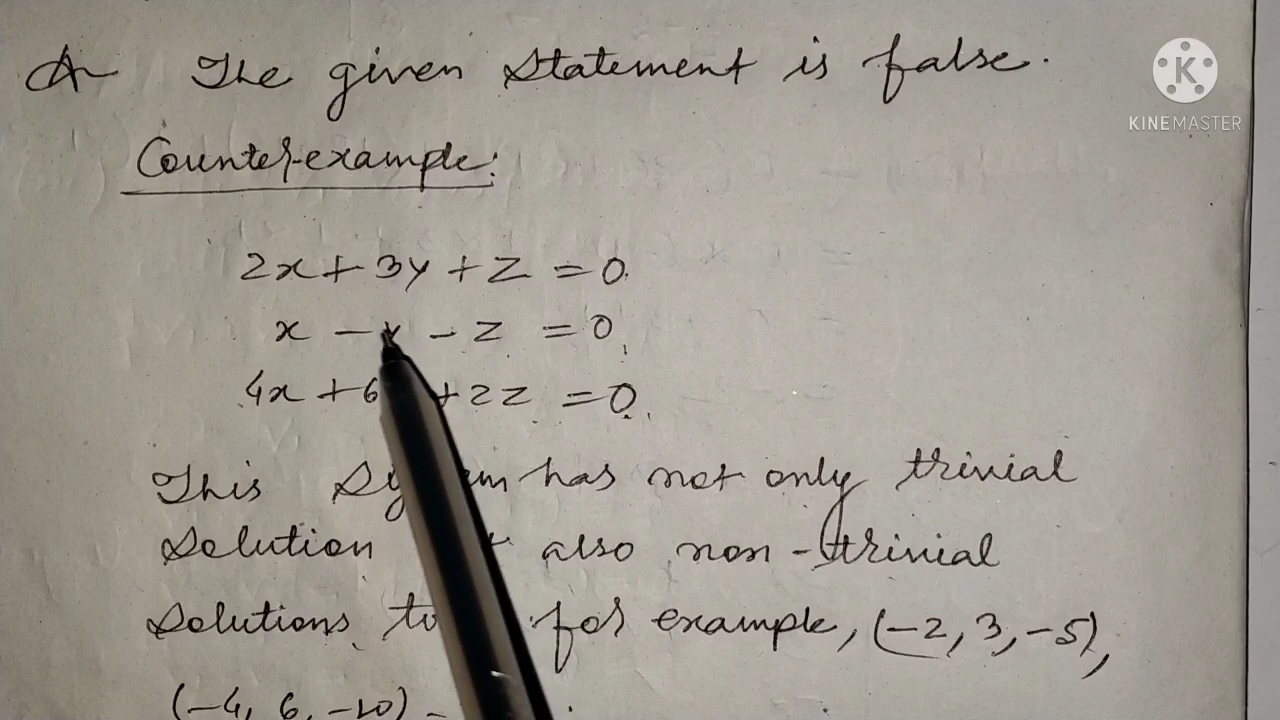 A The given statement is false.
K
KINEMASTER
Counter-example:
2x + 3y + z = 0
x - y - z = 0
4x + 6 + 2z = 0
This has not only trivial
solution also non-trivial
solutions for example, (-2, 3, -5),
(-4, 6, -10)